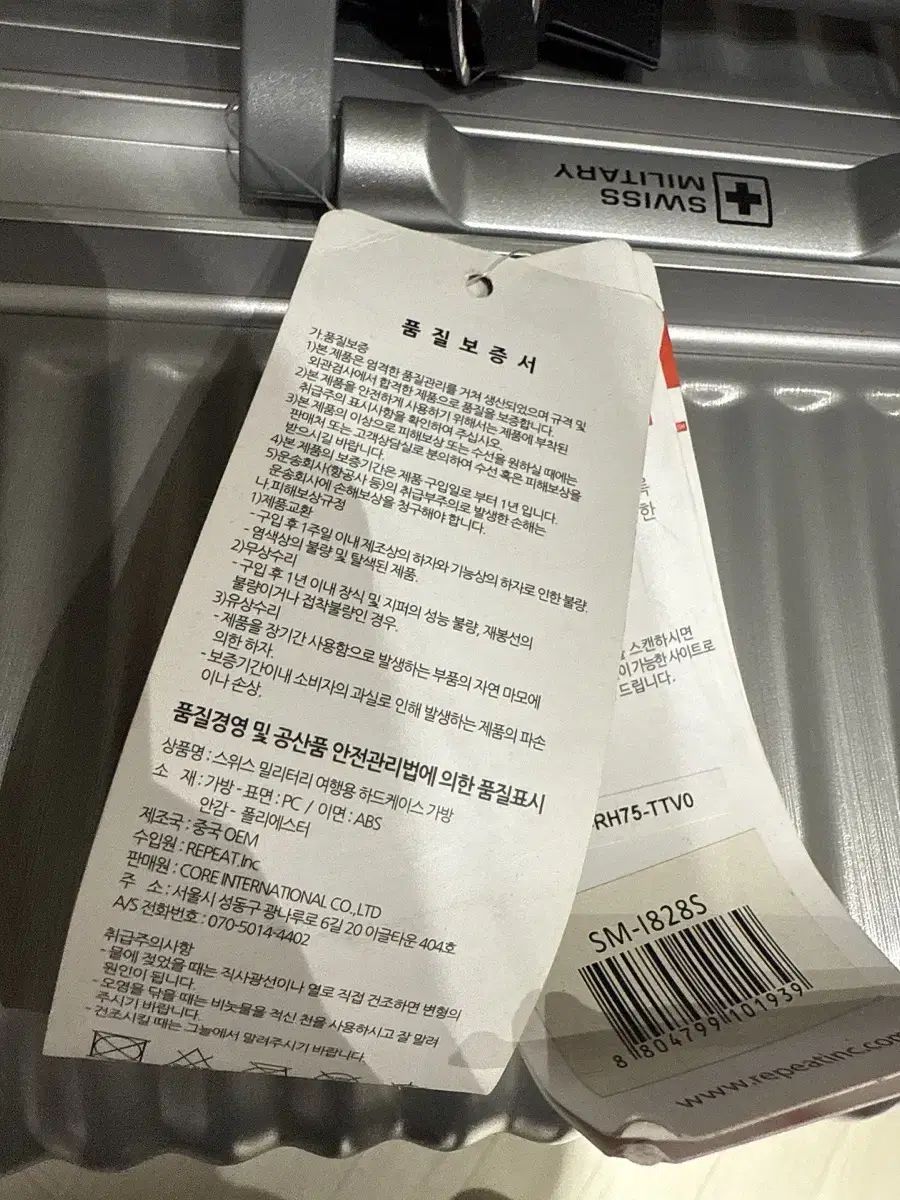 SWISS
MILITARY
품 질 보 증 서
가.품질보증
1)본 제품은 엄격한 품질관리를 거쳐 생산되었으며 규격 및
외관검사에서 합격한 제품으로 품질을 보증합니다.
2)본 제품을 안전하게 사용하기 위해서는 제품에 부착된
취급주의 표시사항을 확인하여 주십시오.
3)본 제품의 이상으로 피해보상 또는 수선을 원하실 때에는
판매처 또는 고객상담실로 문의하여 수선 혹은 피해보상을
받으시길 바랍니다.
4)본 제품의 보증기간은 제품 구입일로 부터 1년 입니다.
5)운송회사(항공사 등)의 취급부주의로 발생한 손해는
운송회사에 손해보상을 청구해야 합니다.
나.피해보상규정
1)제품교환
- 구입 후 1주일 이내 제조상의 하자와 기능상의 하자로 인한 불량.
- 염색상의 불량 및 탈색된 제품.
2)무상수리
- 구입 후 1년 이내 장식 및 지퍼의 성능 불량, 재봉선의
불량이거나 접착불량인 경우.
3)유상수리
- 제품을 장기간 사용함으로 발생하는 부품의 자연 마모에
의한 하자.
- 보증기간이내 소비자의 과실로 인해 발생하는 제품의 파손
이나 손상.
품질경영 및 공산품 안전관리법에 의한 품질표시
상품명 : 스위스 밀리터리 여행용 하드케이스 가방
소 재 : 가방 - 표면 : PC / 이면 : ABS
안감 - 폴리에스터
제조국 : 중국 OEM
수입원 : REPEAT.Inc
판매원 : CORE INTERNATIONAL CO.,LTD
주 소 : 서울시 성동구 광나루로 6길 20 이글타운 404호
A/S 전화번호 : 070-5014-4402
취급주의사항
- 물에 젖었을 때는 직사광선이나 열로 직접 건조하면 변형의
원인이 됩니다.
- 오염을 닦을 때는 비눗물을 적신 천을 사용하시고 잘 말려
주시기 바랍니다.
- 건조시킬 때는 그늘에서 말려주시기 바랍니다.
한
스캔하시면
이 가능한 사이트로
드립니다.
-RH75-TTV0
SM-I828S
8 804799 101939
www.repeatinc.com